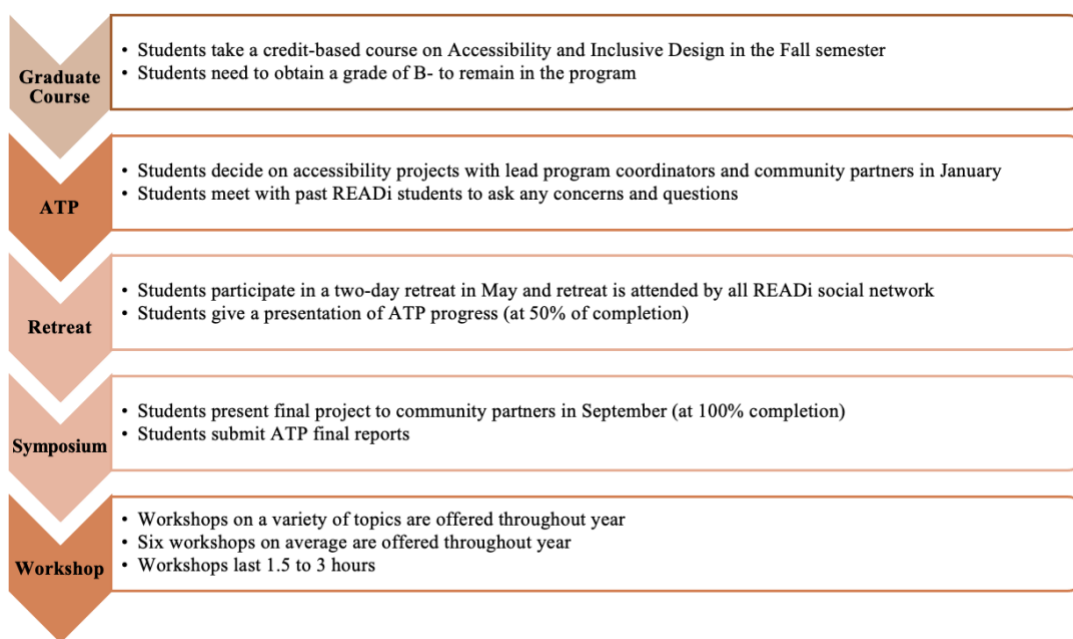 Graduate
Course
• Students take a credit-based course on Accessibility and Inclusive Design in the Fall semester
• Students need to obtain a grade of B- to remain in the program
ATP
• Students decide on accessibility projects with lead program coordinators and community partners in January
• Students meet with past READi students to ask any concerns and questions
Retreat
• Students participate in a two-day retreat in May and retreat is attended by all READi social network
• Students give a presentation of ATP progress (at 50% of completion)
Symposium
• Students present final project to community partners in September (at 100% completion)
• Students submit ATP final reports
Workshop
• Workshops on a variety of topics are offered throughout year
• Six workshops on average are offered throughout year
• Workshops last 1.5 to 3 hours